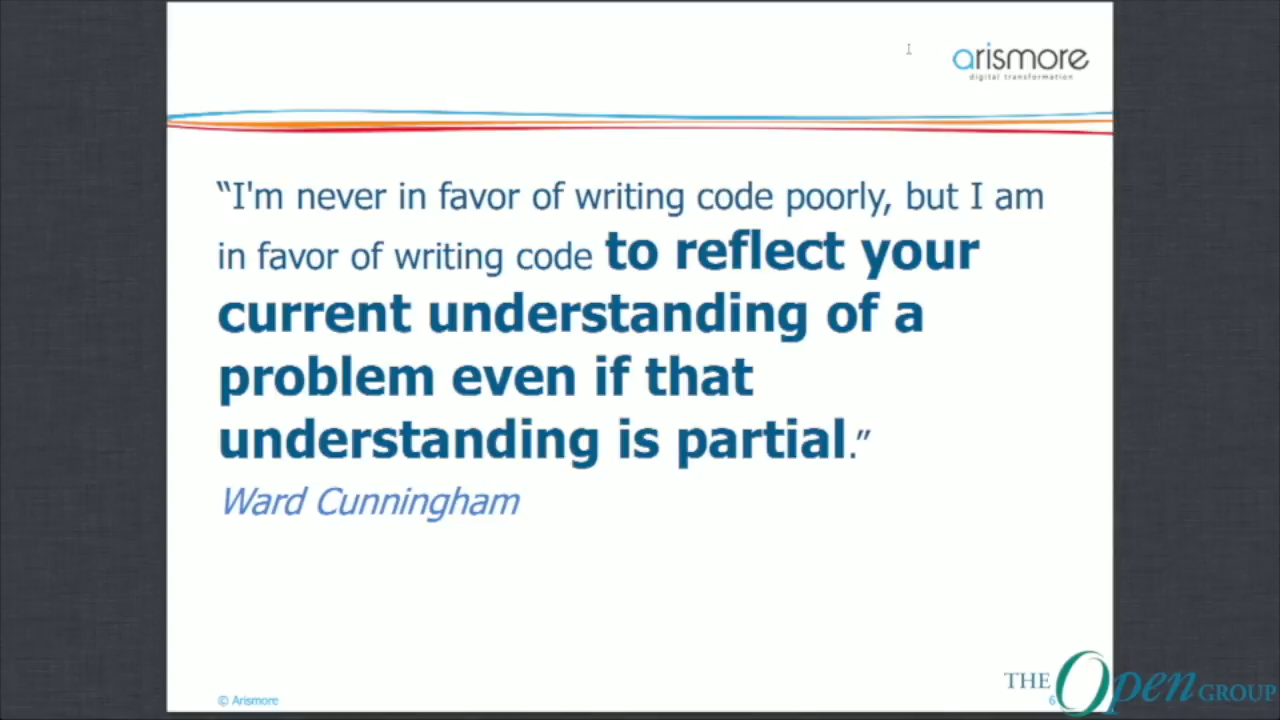 arismore
digital transformation
“I'm never in favor of writing code poorly, but I am
in favor of writing code to reflect your
current understanding of a
problem even if that
understanding is partial.”
Ward Cunningham
© Arismore
6
THE Open GROUP